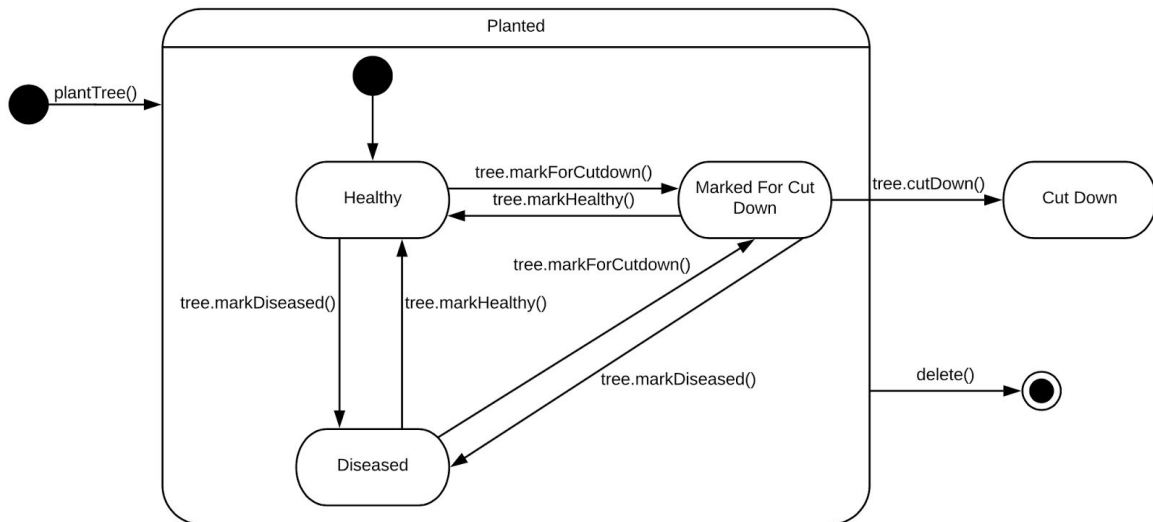 Planted
plantTree()
Healthy
tree.markForCutdown()
tree.markHealthy()
Marked For Cut
Down
tree.cutDown()
Cut Down
tree.markForCutdown()
tree.markDiseased()
tree.markHealthy()
tree.markDiseased()
delete()
Diseased